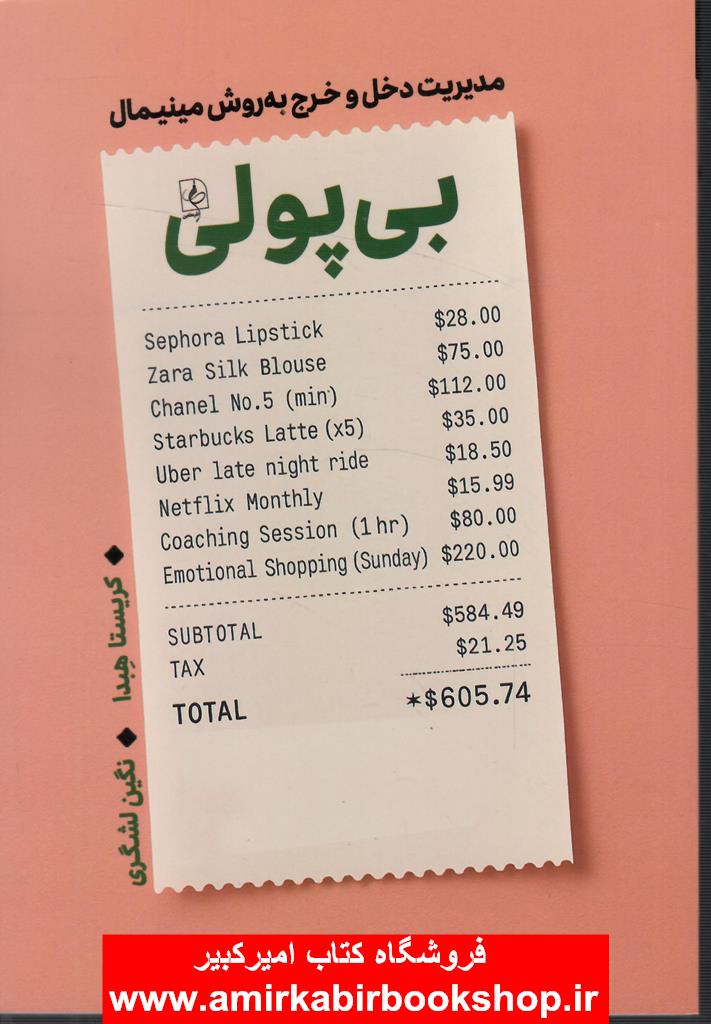 مدیریت دخل و خرج به‌روش مینیمال
بی‌پولی
Sephora Lipstick $28.00
Zara Silk Blouse $75.00
Chanel No.5 (min) $112.00
Starbucks Latte (x5) $35.00
Uber late night ride $18.50
Netflix Monthly $15.99
Coaching Session (1 hr) $80.00
Emotional Shopping (Sunday) $220.00
SUBTOTAL $584.49
TAX $21.25
TOTAL *$605.74
کریستا هِبدا
نگین لشگری
فروشگاه کتاب امیرکبیر
www.amirkabirbookshop.ir